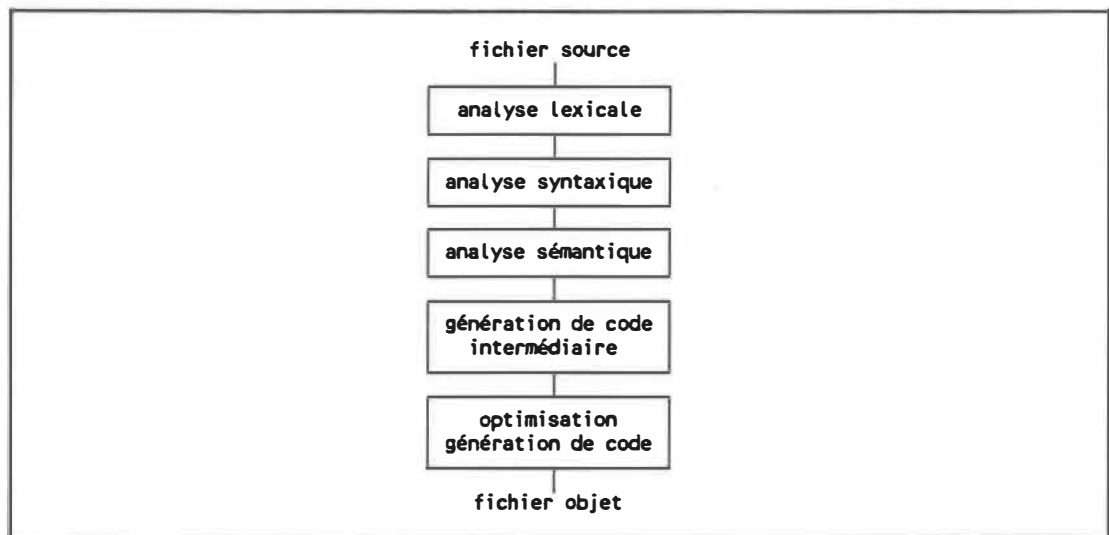 fichier source
analyse lexicale
analyse syntaxique
analyse sémantique
génération de code
intermédiaire
optimisation
génération de code
fichier objet